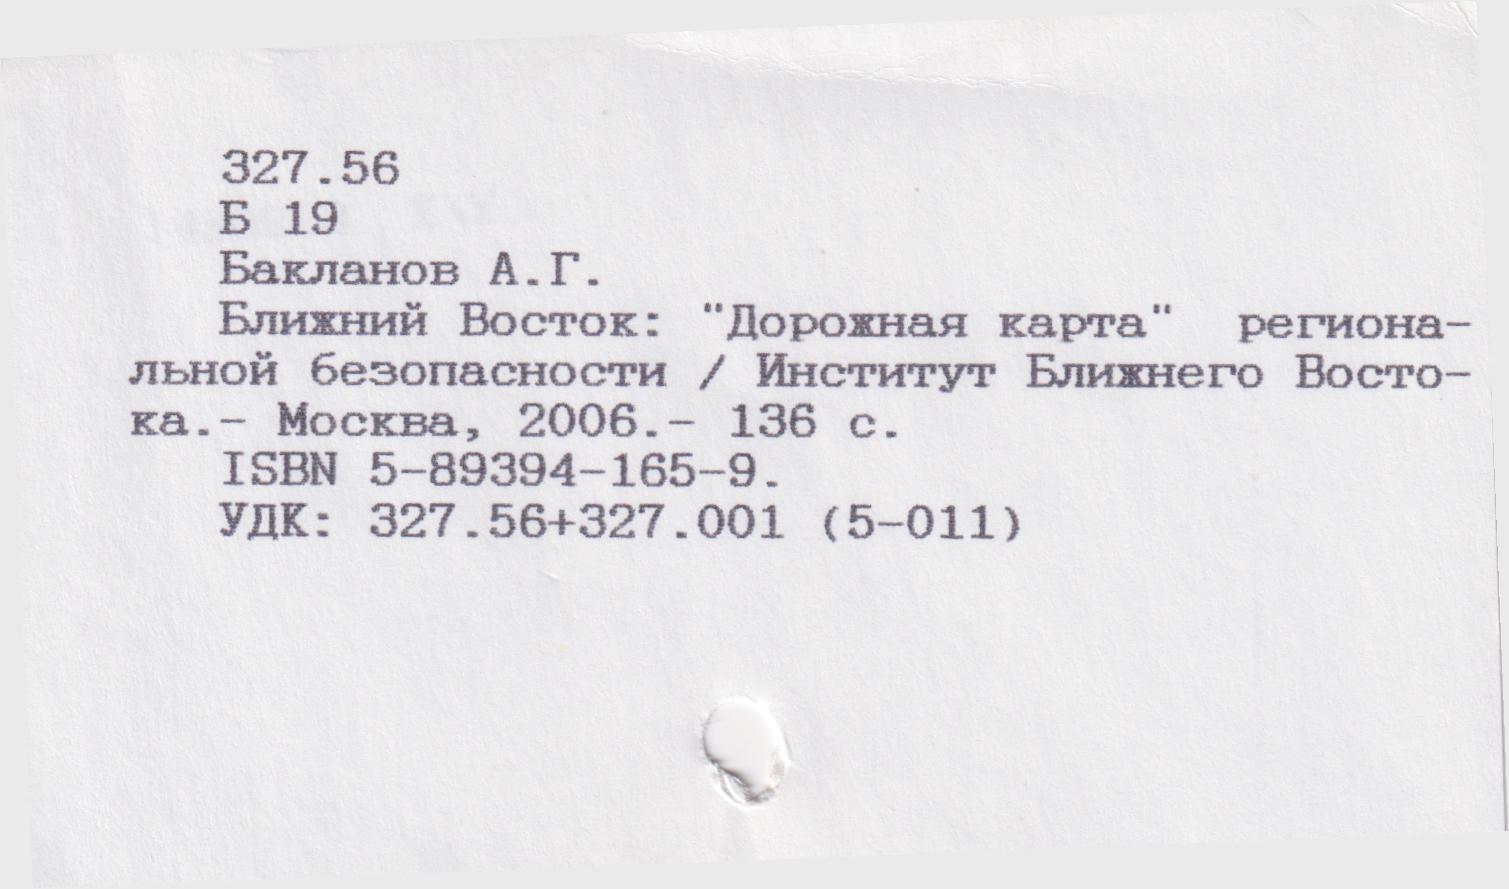 327.56
Б 19
Бакланов А.Г.
Ближний Восток: "Дорожная карта" региона-
льной безопасности / Институт Ближнего Восто-
ка.- Москва, 2006.- 136 с.
ISBN 5-89394-165-9.
УДК: 327.56+327.001 (5-011)